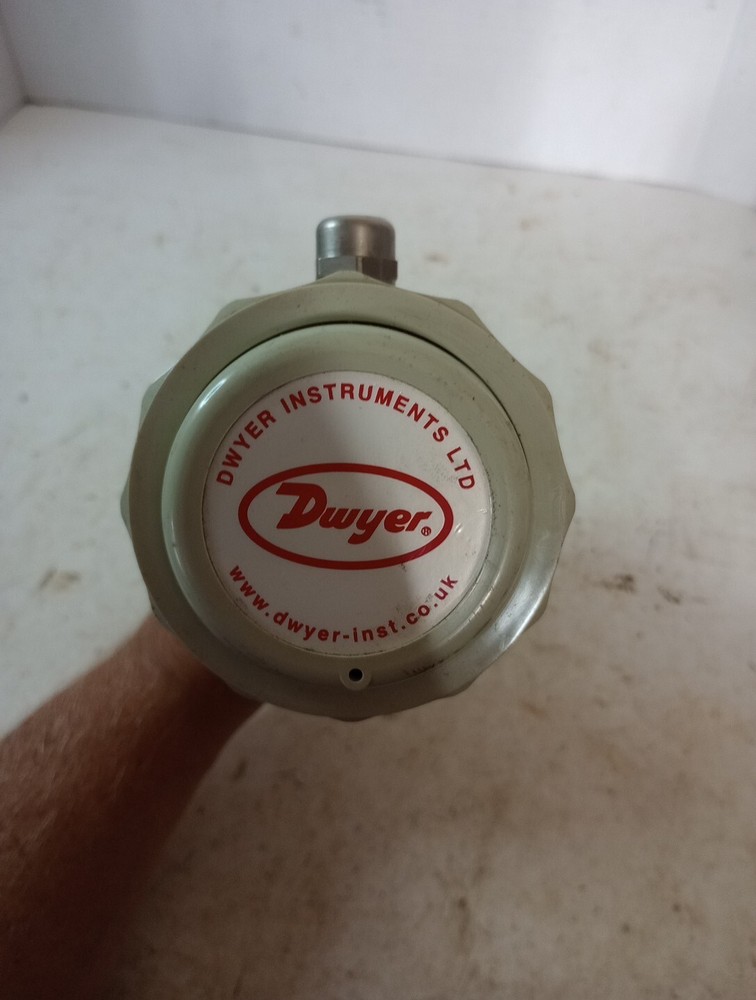 DWYER INSTRUMENTS LTD
Dwyer®
www.dwyer-inst.co.uk